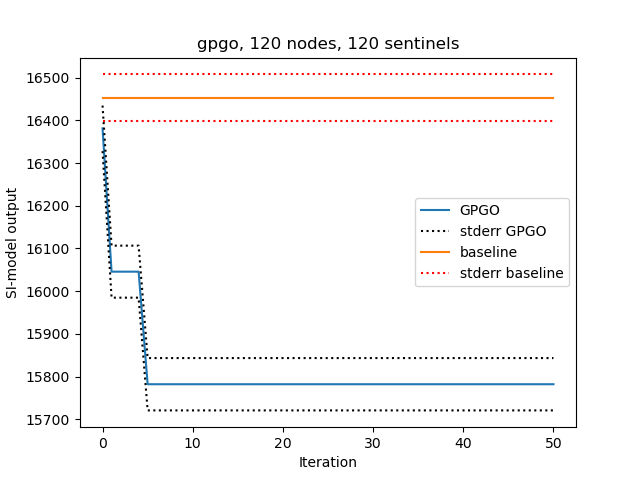 gpgo, 120 nodes, 120 sentinels
16500
16400
16300
16200
16100
16000
15900
15800
15700
SI-model output
GPGO
stderr GPGO
baseline
stderr baseline
0 10 20 30 40 50
Iteration